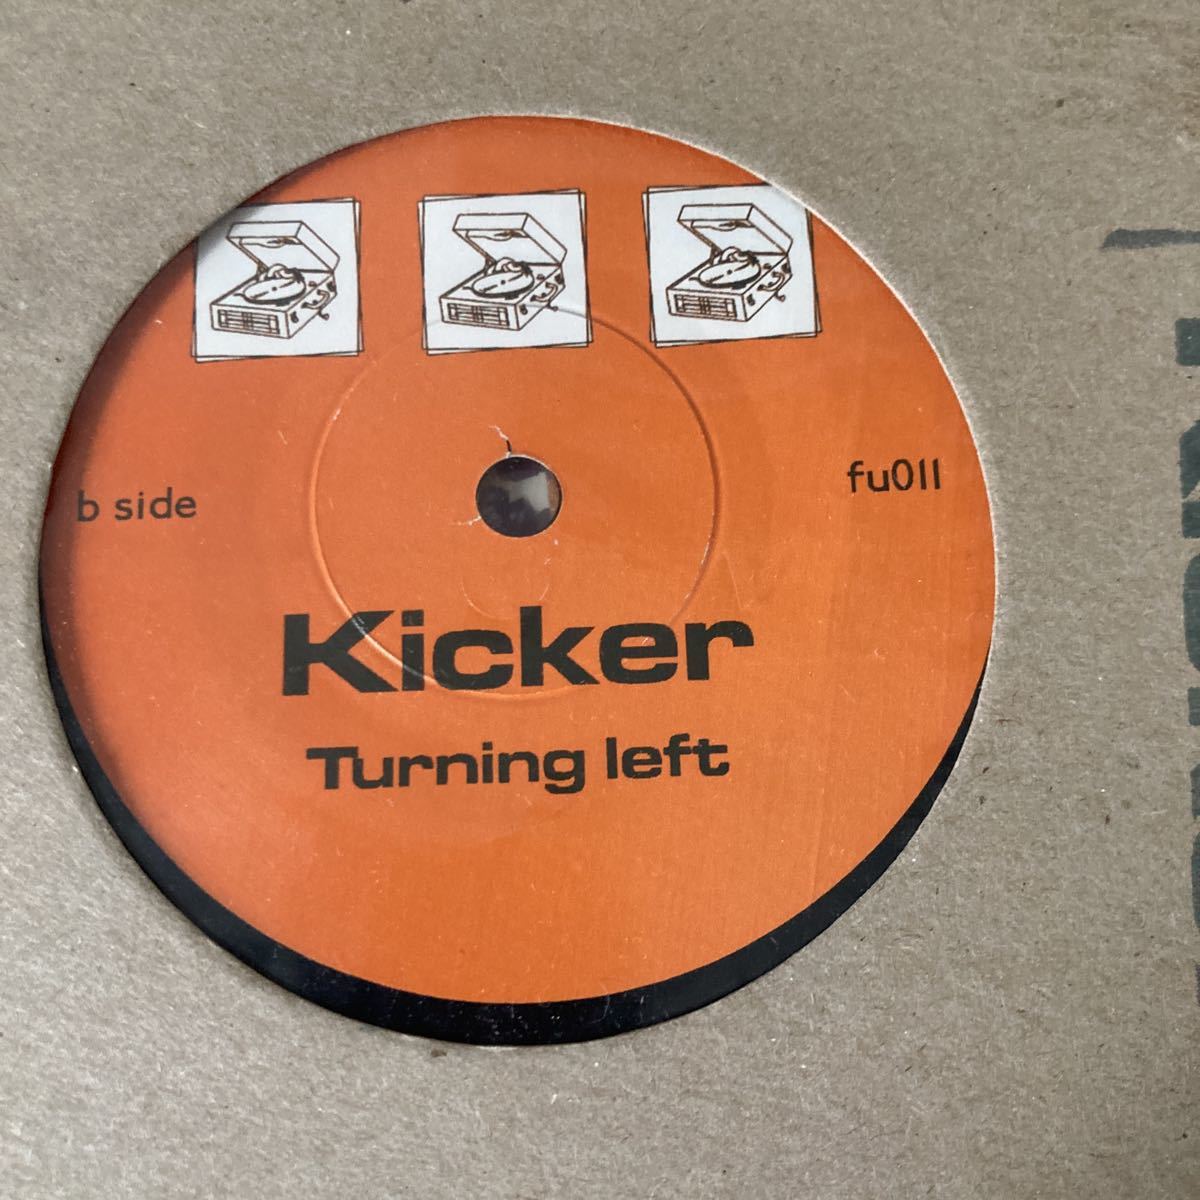 b side
fu011
Kicker
Turning left